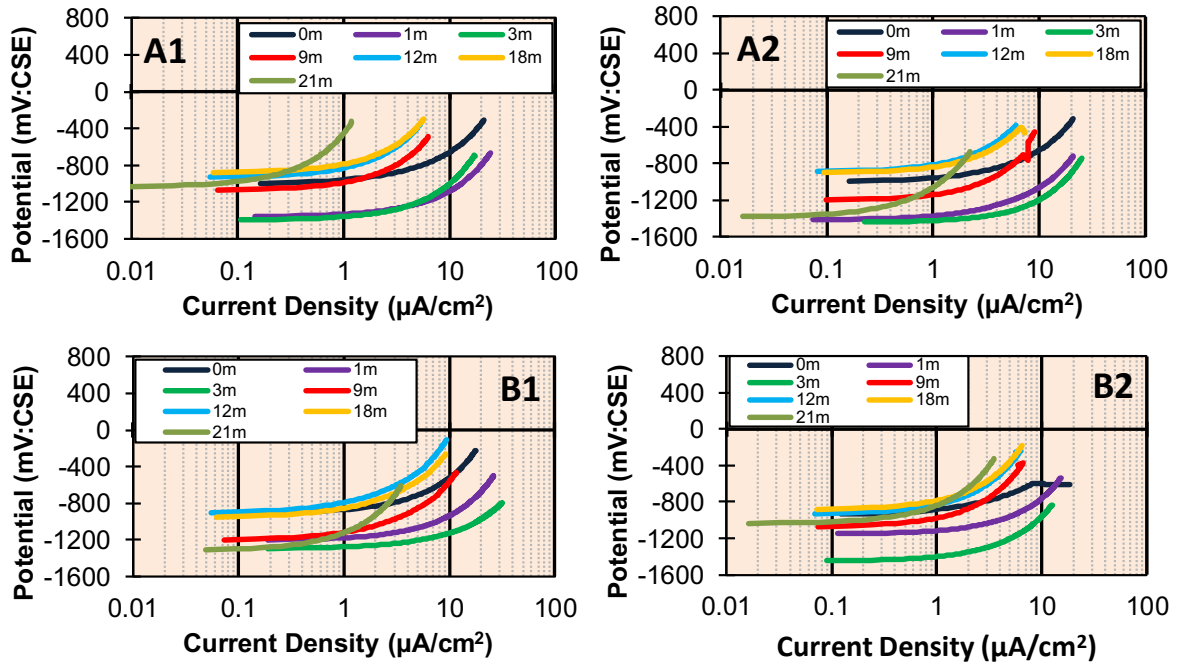 A1
0m 1m 3m
9m 12m 18m
21m
800
400
0
-400
-800
-1200
-1600
Potential (mV:CSE)
0.01 0.1 1 10 100
Current Density (µA/cm²)
A2
0m 1m 3m
9m 12m 18m
21m
800
400
0
-400
-800
-1200
-1600
Potential (mV:CSE)
0.01 0.1 1 10 100
Current Density (µA/cm²)
B1
0m 1m
3m 9m
12m 18m
21m
800
400
0
-400
-800
-1200
-1600
Potential (mV:CSE)
0.01 0.1 1 10 100
Current Density (µA/cm²)
B2
0m 1m
3m 9m
12m 18m
21m
800
400
0
-400
-800
-1200
-1600
Potential (mV:CSE)
0.01 0.1 1 10 100
Current Density (µA/cm²)